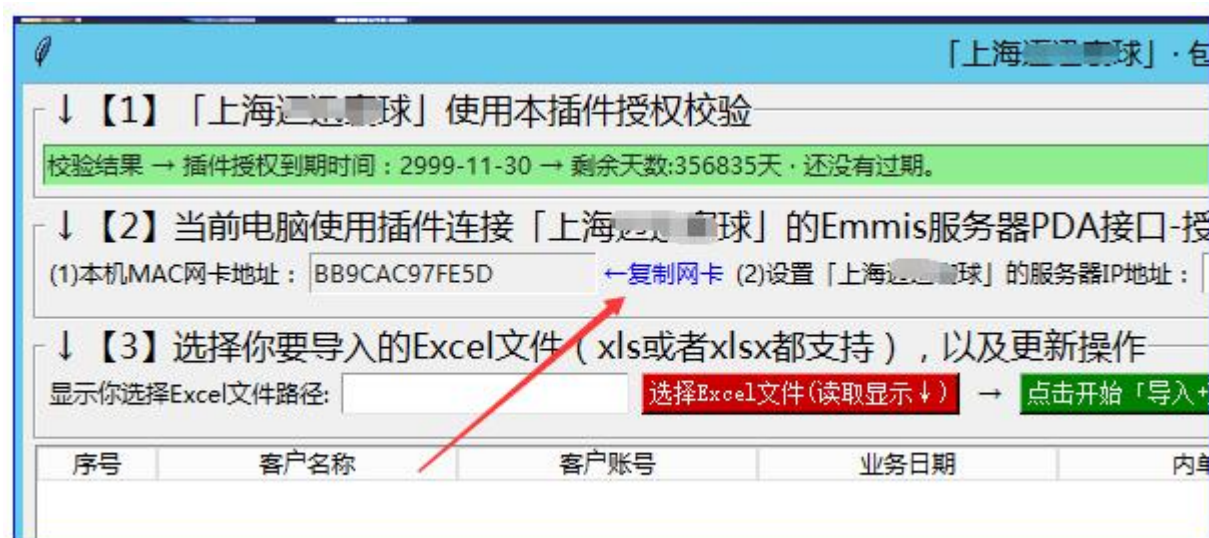 「上海球」· 包
↓【1】「上海球」使用本插件授权校验
校验结果 → 插件授权到期时间：2999-11-30 → 剩余天数:356835天 · 还没有过期。
↓【2】当前电脑使用插件连接「上海球」的Emmis服务器PDA接口-授
(1)本机MAC网卡地址： BB9CAC97FE5D ←复制网卡 (2)设置「上海球」的服务器IP地址：
↓【3】选择你要导入的Excel文件（xls或者xlsx都支持），以及更新操作
显示你选择Excel文件路径: 选择Excel文件(读取显示↓) → 点击开始「导入+
序号 客户名称 客户账号 业务日期 内单